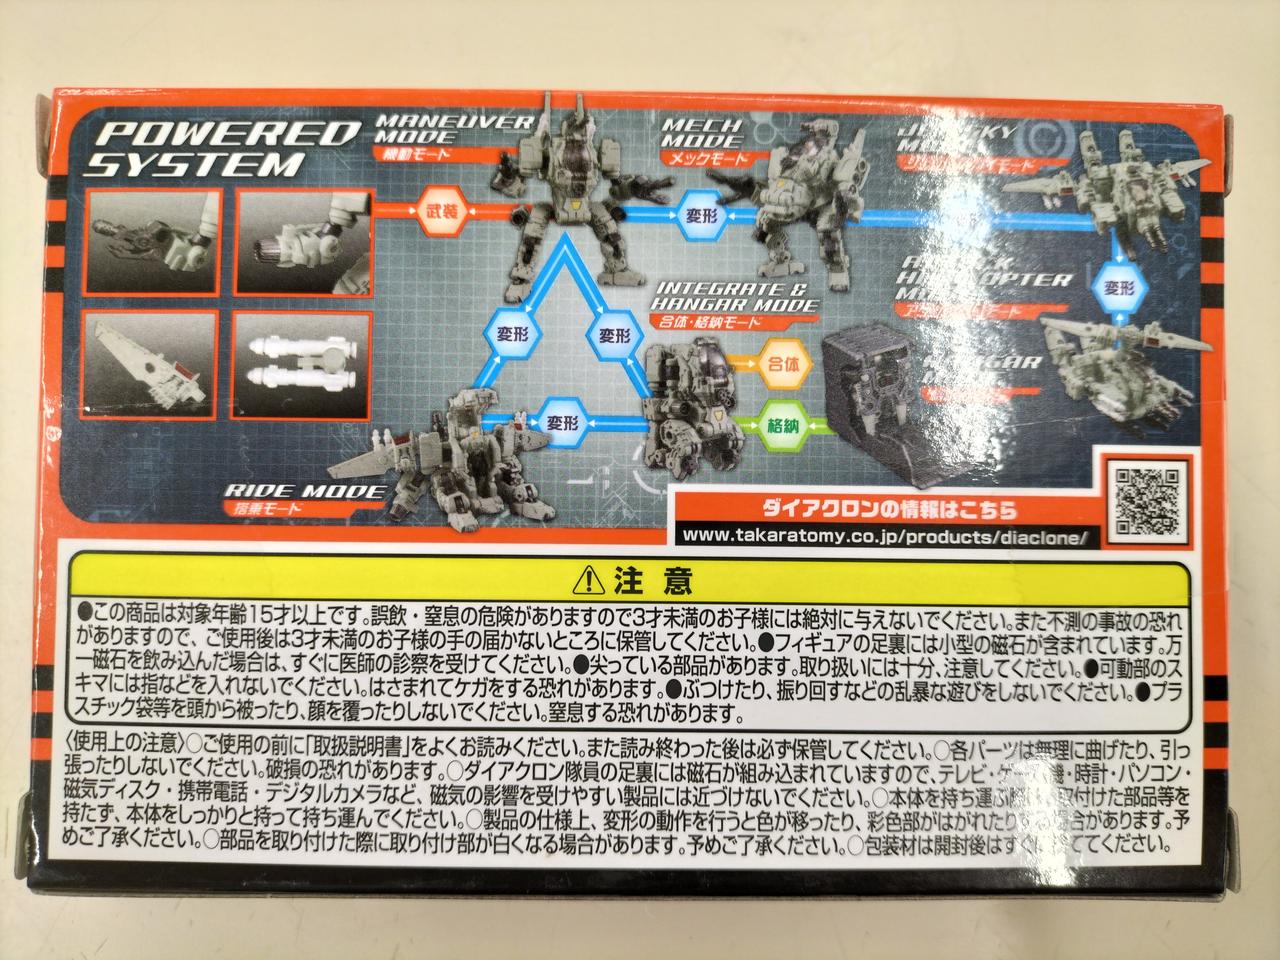 POWERED
SYSTEM
MANEUVER
MODE
機動モード
MECH
MODE
メックモード
武装
変形
変形
INTEGRATE &
HANGAR MODE
合体・格納モード
変形
変形
合体
変形
格納
RIDE MODE
搭乗モード
ダイアクロンの情報はこちら
www.takaratomy.co.jp/products/diaclone/
注意
●この商品は対象年齢15才以上です。誤飲・窒息の危険がありますので3才未満のお子様には絶対に与えないでください。また不測の事故の恐れ
がありますので、ご使用後は3才未満のお子様の手の届かないところに保管してください。●フィギュアの足裏には小型の磁石が含まれています。万
一磁石を飲み込んだ場合は、すぐに医師の診察を受けてください。●尖っている部品があります。取り扱いには十分、注意してください。●可動部のス
キマには指などを入れないでください。はさまれてケガをする恐れがあります。●ぶつけたり、振り回すなどの乱暴な遊びをしないでください。●プラ
スチック袋等を頭から被ったり、顔を覆ったりしないでください。窒息する恐れがあります。
〈使用上の注意〉○ご使用の前に「取扱説明書」をよくお読みください。また読み終わった後は必ず保管してください。○各パーツは無理に曲げたり、引っ
張ったりしないでください。破損の恐れがあります。○ダイアクロン隊員の足裏には磁石が組み込まれていますので、テレビ・ゲーム機・時計・パソコン・
磁気ディスク・携帯電話・デジタルカメラなど、磁気の影響を受けやすい製品には近づけないでください。○本体を持ち運ぶ際は、取付けた部品等を
持たず、本体をしっかりと持って持ち運んでください。○製品の仕様上、変形の動作を行うと色が移ったり、彩色部がはがれたりする場合があります。予
めご了承ください。○部品を取り付けた際に取り付け部が白くなる場合があります。予めご了承ください。○包装材は開封後はすぐに捨ててください。